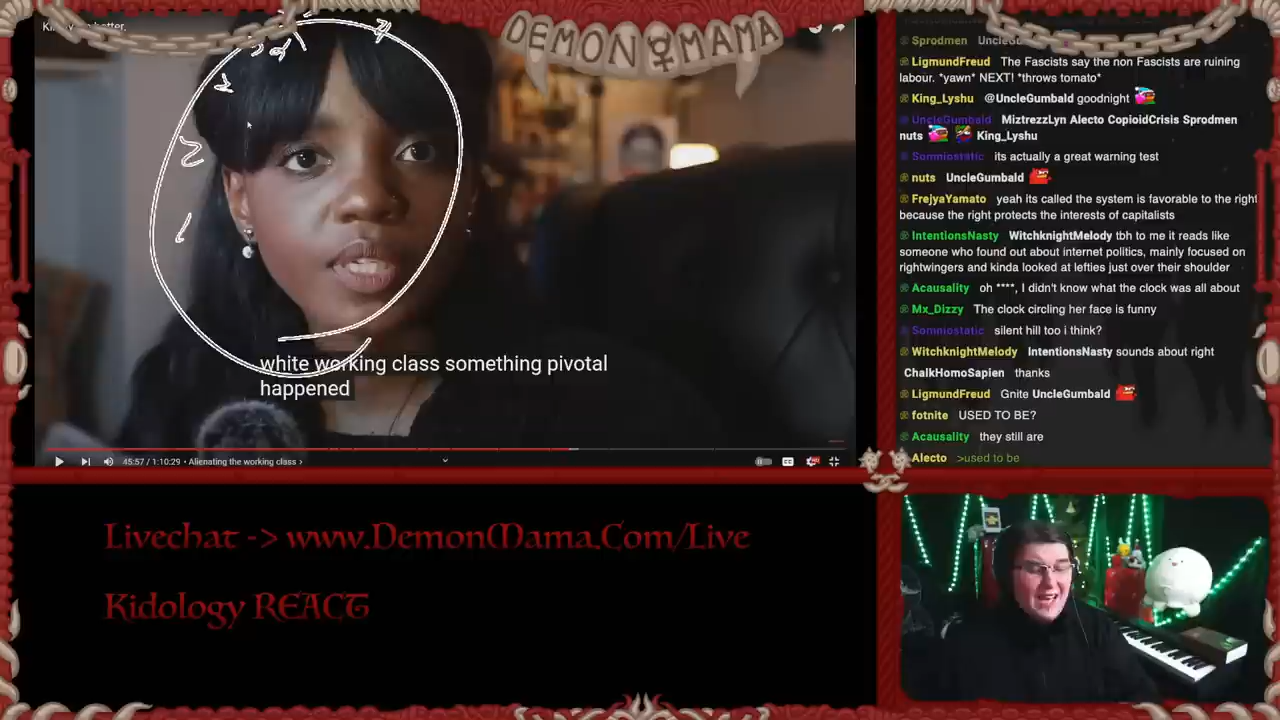 DEMON MAMA
white working class something pivotal
happened
45:57 / 1:10:29 • Alienating the working class ›
CC
Sprodmen
LigmundFreud The Fascists say the non Fascists are ruining
labour. *yawn* NEXT! *throws tomato*
King_Lyshu @UncleGumbald goodnight
UncleGumbald MiztrezzLyn Alecto CopioidCrisis Sprodmen
nuts King_Lyshu
Somniostatic its actually a great warning test
nuts UncleGumbald
FrejyaYamato yeah its called the system is favorable to the right
because the right protects the interests of capitalists
IntentionsNasty WitchknightMelody tbh to me it reads like
someone who found out about internet politics, mainly focused on
rightwingers and kinda looked at lefties just over their shoulder
Acausality oh ****, I didn't know what the clock was all about
Mx_Dizzy The clock circling her face is funny
Somniostatic silent hill too i think?
WitchknightMelody IntentionsNasty sounds about right
ChalkHomoSapien thanks
LigmundFreud Gnite UncleGumbald
fotnite USED TO BE?
Acausality they still are
Alecto >used to be
Livechat -> www.DemonMama.Com/Live
Kidology REACT